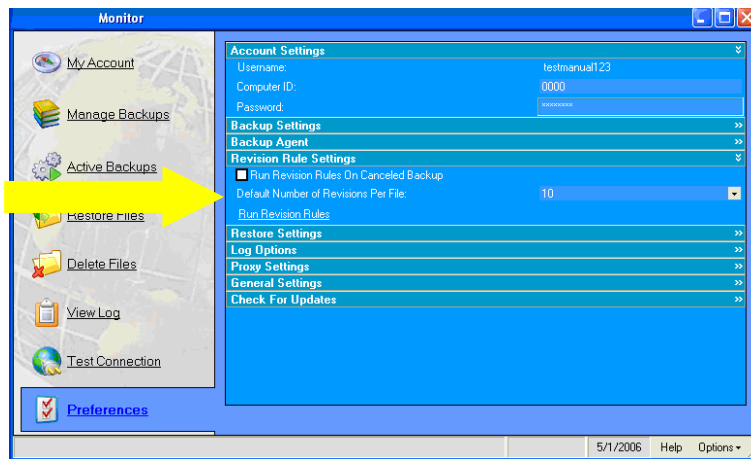 Monitor
My Account
Manage Backups
Active Backups
Restore Files
Delete Files
View Log
Test Connection
Preferences
Account Settings
Username: testmanual123
Computer ID: 0000
Password: ********
Backup Settings
Backup Agent
Revision Rule Settings
Run Revision Rules On Canceled Backup
Default Number of Revisions Per File: 10
Run Revision Rules
Restore Settings
Log Options
Proxy Settings
General Settings
Check For Updates
5/1/2006 Help Options